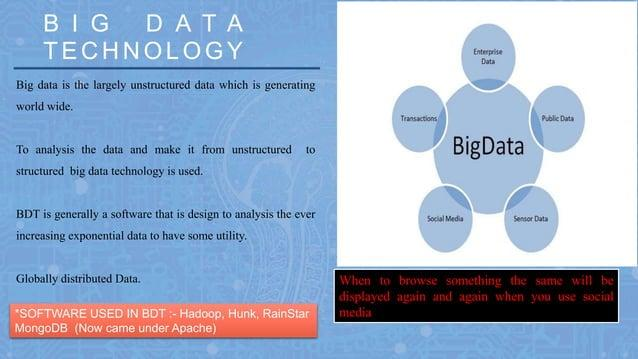 BIG DATA
TECHNOLOGY
Big data is the largely unstructured data which is generating
world wide.
To analysis the data and make it from unstructured to
structured big data technology is used.
BDT is generally a software that is design to analysis the ever
increasing exponential data to have some utility.
Globally distributed Data.
*SOFTWARE USED IN BDT :- Hadoop, Hunk, RainStar
MongoDB (Now came under Apache)
Enterprise
Data
Transactions
Public Data
BigData
Social Media
Sensor Data
When to browse something the same will be
displayed again and again when you use social
media